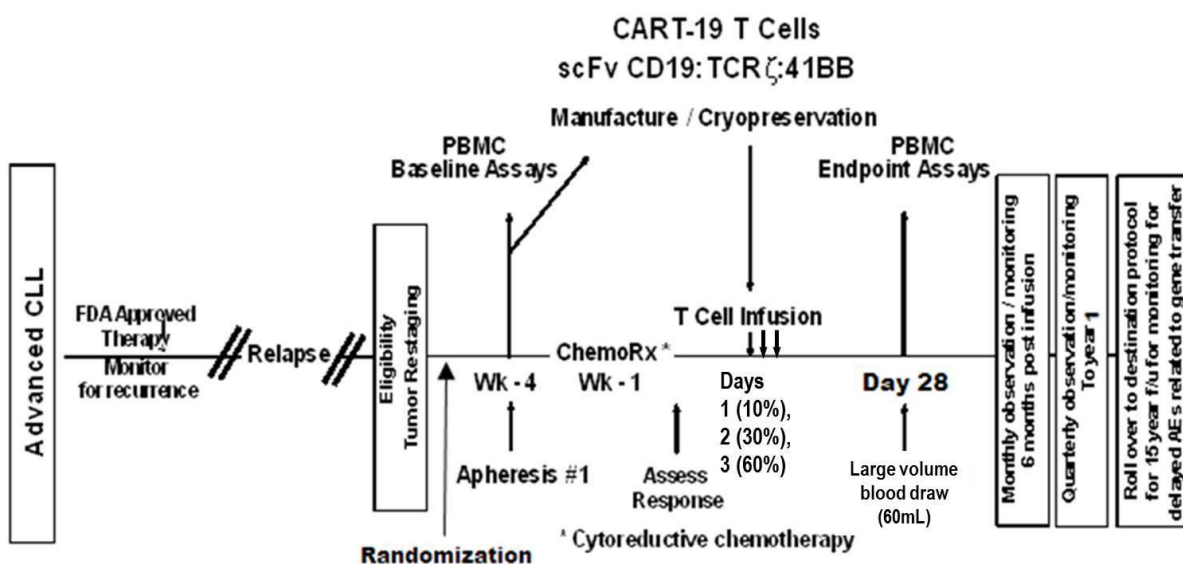 CART-19 T Cells
scFv CD19:TCRζ:41BB
Manufacture / Cryopreservation
PBMC
Baseline Assays
PBMC
Endpoint Assays
Advanced CLL
FDA Approved
Therapy
Monitor
for recurrence
Relapse
Eligibility
Tumor Restaging
Wk - 4
Apheresis #1
Randomization
ChemoRx*
Wk - 1
Assess
Response
* Cytoreductive chemotherapy
T Cell Infusion
Days
1 (10%),
2 (30%),
3 (60%)
Day 28
Large volume
blood draw
(60mL)
Monthly observation / monitoring
6 months post infusion
Quarterly observation/monitoring
To year 1
Roll over to destination protocol
for 15 year f/u for monitoring for
delayed AEs related to gene transfer